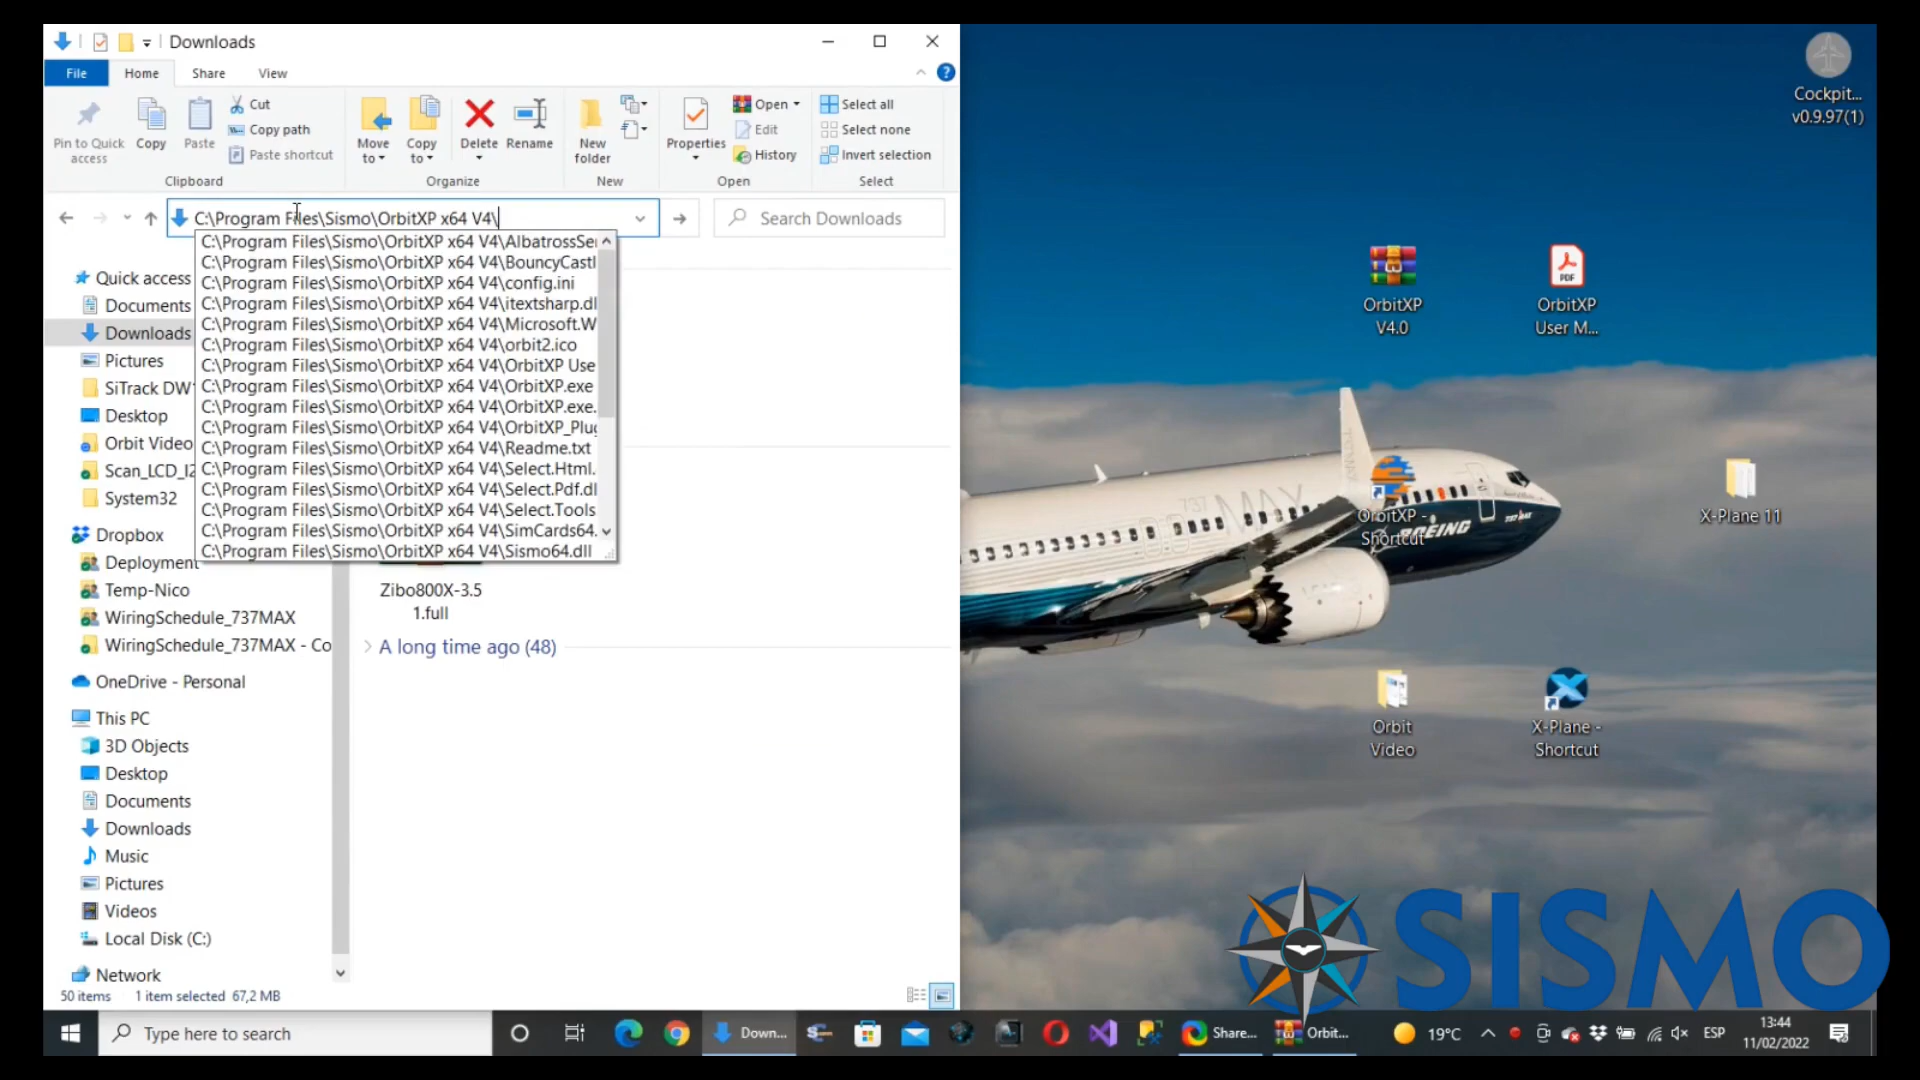 Downloads
File
Home
Share
View
Pin to Quick
access
Copy
Paste
Cut
Copy path
Paste shortcut
Clipboard
Move
to
Copy
to
Delete
Rename
Organize
New
folder
New
Properties
Open
Edit
History
Open
Select all
Select none
Invert selection
Select
C:\Program Files\Sismo\OrbitXP x64 V4\
Search Downloads
C:\Program Files\Sismo\OrbitXP x64 V4\AlbatrossSer
C:\Program Files\Sismo\OrbitXP x64 V4\BouncyCastl
C:\Program Files\Sismo\OrbitXP x64 V4\config.ini
C:\Program Files\Sismo\OrbitXP x64 V4\itextsharp.dl
C:\Program Files\Sismo\OrbitXP x64 V4\Microsoft.W
C:\Program Files\Sismo\OrbitXP x64 V4\orbit2.ico
C:\Program Files\Sismo\OrbitXP x64 V4\OrbitXP Use
C:\Program Files\Sismo\OrbitXP x64 V4\OrbitXP.exe
C:\Program Files\Sismo\OrbitXP x64 V4\OrbitXP.exe.
C:\Program Files\Sismo\OrbitXP x64 V4\OrbitXP_Plug
C:\Program Files\Sismo\OrbitXP x64 V4\Readme.txt
C:\Program Files\Sismo\OrbitXP x64 V4\Select.Html.
C:\Program Files\Sismo\OrbitXP x64 V4\Select.Pdf.dl
C:\Program Files\Sismo\OrbitXP x64 V4\Select.Tools
C:\Program Files\Sismo\OrbitXP x64 V4\SimCards64.
C:\Program Files\Sismo\OrbitXP x64 V4\Sismo64.dll
Quick access
Documents
Downloads
Pictures
SiTrack DW
Desktop
Orbit Video
Scan_LCD_I2
System32
Dropbox
Deployment
Temp-Nico
WiringSchedule_737MAX
WiringSchedule_737MAX - Co
OneDrive - Personal
This PC
3D Objects
Desktop
Documents
Downloads
Music
Pictures
Videos
Local Disk (C:)
Network
Zibo800X-3.5
1.full
A long time ago (48)
50 items
1 item selected 67,2 MB
Cockpit...
v0.9.97(1)
OrbitXP
V4.0
OrbitXP
User M...
OrbitXP -
Shortcut
X-Plane 11
737 MAX
BOEING
737 MAX
Orbit
Video
X-Plane -
Shortcut
SISMO
Type here to search
Down...
Share...
Orbit...
19°C
ESP
13:44
11/02/2022